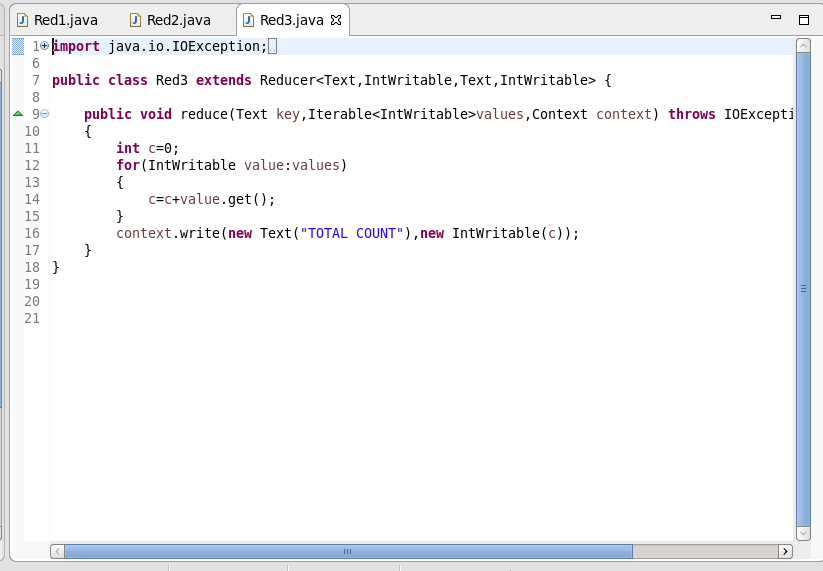 Red1.java Red2.java Red3.java
1 import java.io.IOException;
6
7 public class Red3 extends Reducer<Text,IntWritable,Text,IntWritable> {
8
9 public void reduce(Text key,Iterable<IntWritable>values,Context context) throws IOExcepti
10 {
11 int c=0;
12 for(IntWritable value:values)
13 {
14 c=c+value.get();
15 }
16 context.write(new Text("TOTAL COUNT"),new IntWritable(c));
17 }
18 }
19
20
21